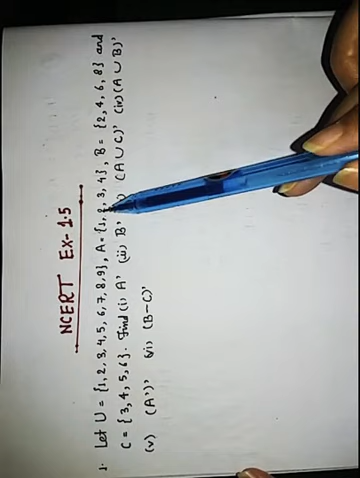 NCERT Ex-1.5
1. Let U = {1,2,3,4,5,6,7,8,9}, A = {1,2,3,4}, B = {2,4,6,8} and
C = {3,4,5,6}. Find (i) A' (ii) B' (A∪C)' (iv) (A∪B)'
(v) (A')' (vi) (B-C)'